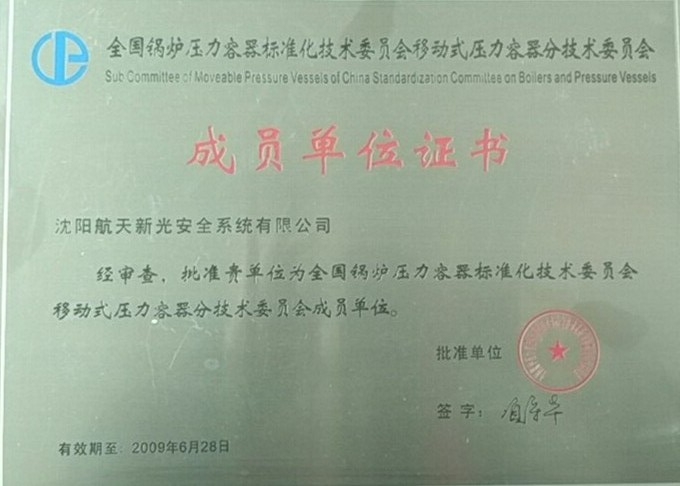 全国锅炉压力容器标准化技术委员会移动式压力容器分技术委员会
Sub Committee of Moveable Pressure Vessels of China Standardization Committee on Boilers and Pressure Vessels
成员单位证书
沈阳航天新光安全系统有限公司
经审查，批准贵单位为全国锅炉压力容器标准化技术委员会
移动式压力容器分技术委员会成员单位。
批准单位
签字：
有效期至：2009年6月28日